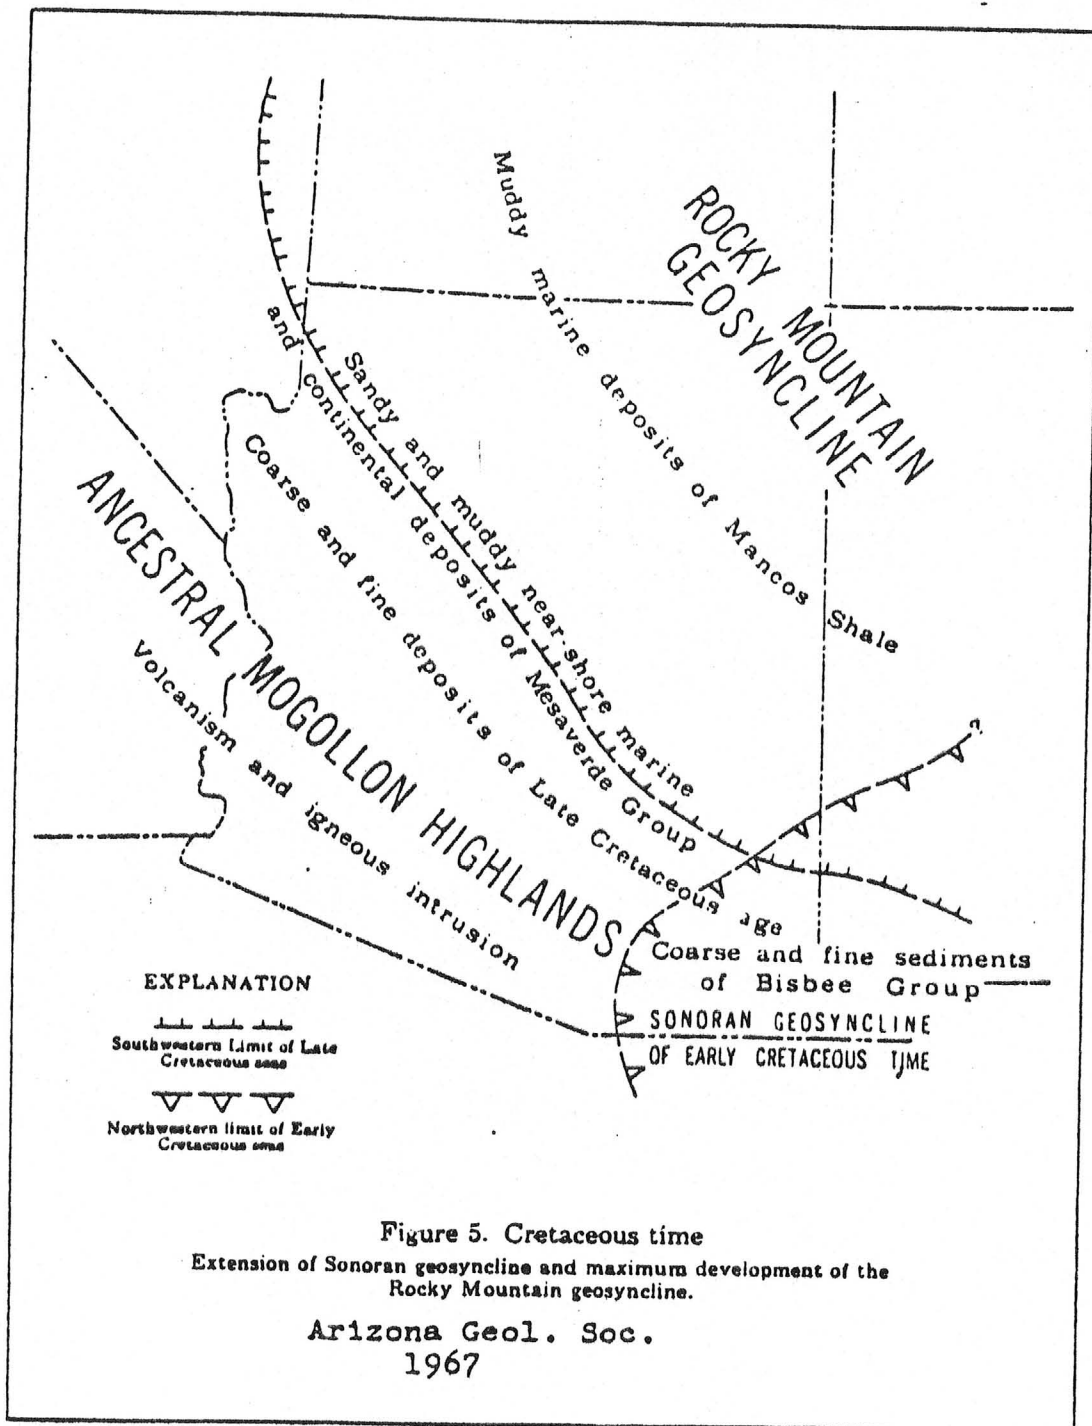 Muddy marine deposits of Mancos Shale
ROCKY MOUNTAIN
GEOSYNCLINE
Sandy and muddy near-shore marine
and continental deposits of Mesaverde Group
Coarse and fine deposits of Late Cretaceous age
ANCESTRAL MOGOLLON HIGHLANDS
Volcanism and igneous intrusion
?
Coarse and fine sediments
of Bisbee Group
SONORAN GEOSYNCLINE
OF EARLY CRETACEOUS TIME
EXPLANATION
Southwestern Limit of Late
Cretaceous seas
Northwestern limit of Early
Cretaceous seas
Figure 5. Cretaceous time
Extension of Sonoran geosyncline and maximum development of the
Rocky Mountain geosyncline.
Arizona Geol. Soc.
1967